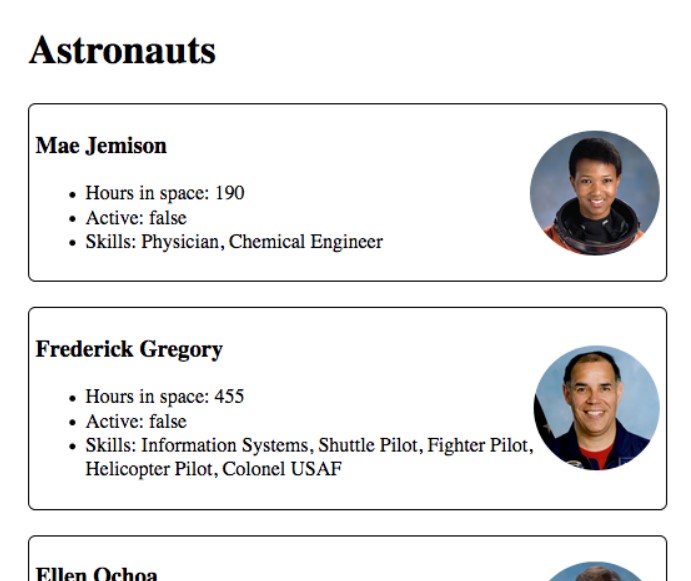 Astronauts
Mae Jemison
Hours in space: 190
Active: false
Skills: Physician, Chemical Engineer
Frederick Gregory
Hours in space: 455
Active: false
Skills: Information Systems, Shuttle Pilot, Fighter Pilot,
Helicopter Pilot, Colonel USAF
Ellen Ochoa